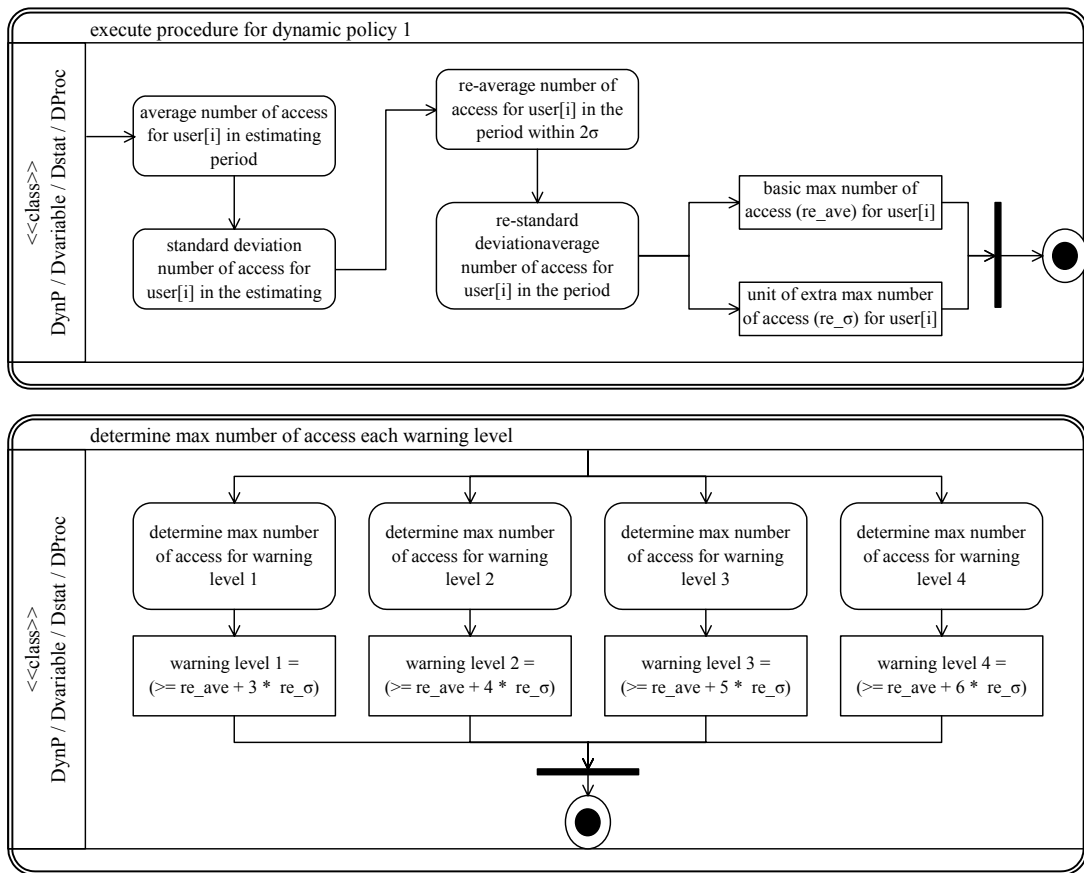 execute procedure for dynamic policy 1
<<class>>
DynP / Dvariable / Dstat / DProc
average number of access
for user[i] in estimating
period
standard deviation
number of access for
user[i] in the estimating
re-average number of
access for user[i] in the
period within 2σ
re-standard
deviationaverage
number of access for
user[i] in the period
basic max number of
access (re_ave) for user[i]
unit of extra max number
of access (re_σ) for user[i]
determine max number of access each warning level
<<class>>
DynP / Dvariable / Dstat / DProc
determine max number
of access for warning
level 1
determine max number
of access for warning
level 2
determine max number
of access for warning
level 3
determine max number
of access for warning
level 4
warning level 1 =
(>= re_ave + 3 * re_σ)
warning level 2 =
(>= re_ave + 4 * re_σ)
warning level 3 =
(>= re_ave + 5 * re_σ)
warning level 4 =
(>= re_ave + 6 * re_σ)